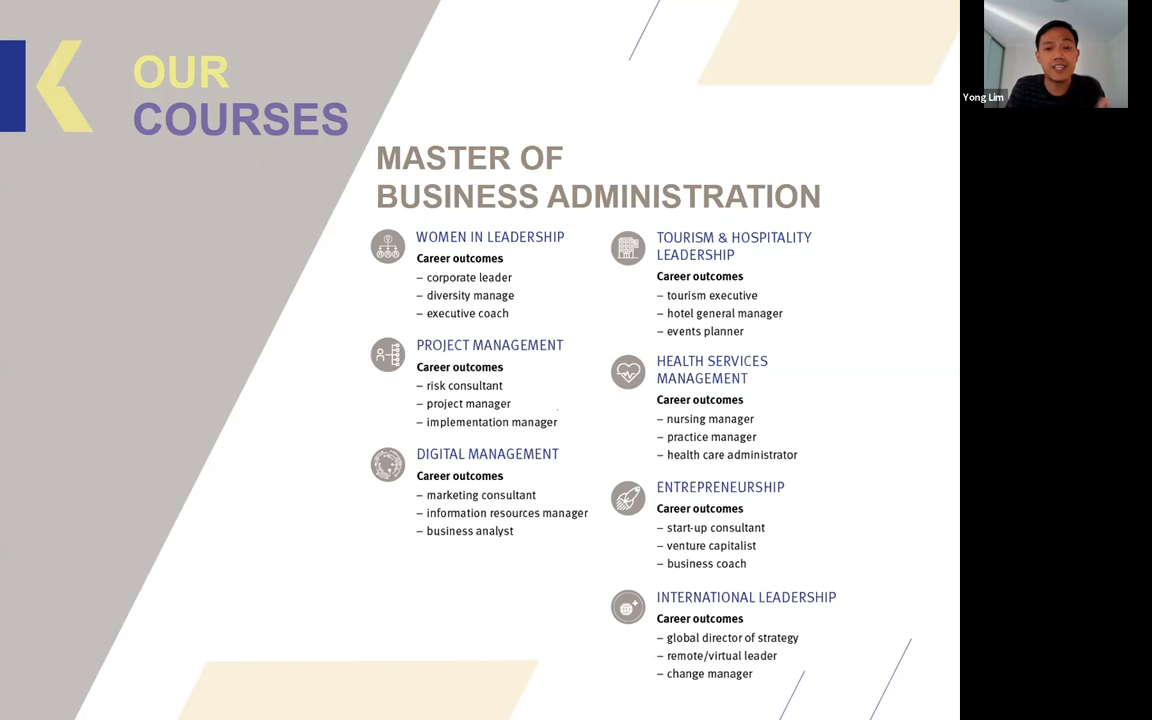 OUR
COURSES
MASTER OF
BUSINESS ADMINISTRATION
WOMEN IN LEADERSHIP
Career outcomes
– corporate leader
– diversity manage
– executive coach
PROJECT MANAGEMENT
Career outcomes
– risk consultant
– project manager
– implementation manager
DIGITAL MANAGEMENT
Career outcomes
– marketing consultant
– information resources manager
– business analyst
TOURISM & HOSPITALITY
LEADERSHIP
Career outcomes
– tourism executive
– hotel general manager
– events planner
HEALTH SERVICES
MANAGEMENT
Career outcomes
– nursing manager
– practice manager
– health care administrator
ENTREPRENEURSHIP
Career outcomes
– start-up consultant
– venture capitalist
– business coach
INTERNATIONAL LEADERSHIP
Career outcomes
– global director of strategy
– remote/virtual leader
– change manager
Yong Lim